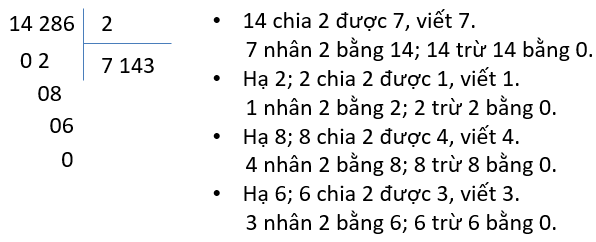 14 286 2
0 2 7 143
08
06
0
• 14 chia 2 được 7, viết 7.
7 nhân 2 bằng 14; 14 trừ 14 bằng 0.
• Hạ 2; 2 chia 2 được 1, viết 1.
1 nhân 2 bằng 2; 2 trừ 2 bằng 0.
• Hạ 8; 8 chia 2 được 4, viết 4.
4 nhân 2 bằng 8; 8 trừ 8 bằng 0.
• Hạ 6; 6 chia 2 được 3, viết 3.
3 nhân 2 bằng 6; 6 trừ 6 bằng 0.